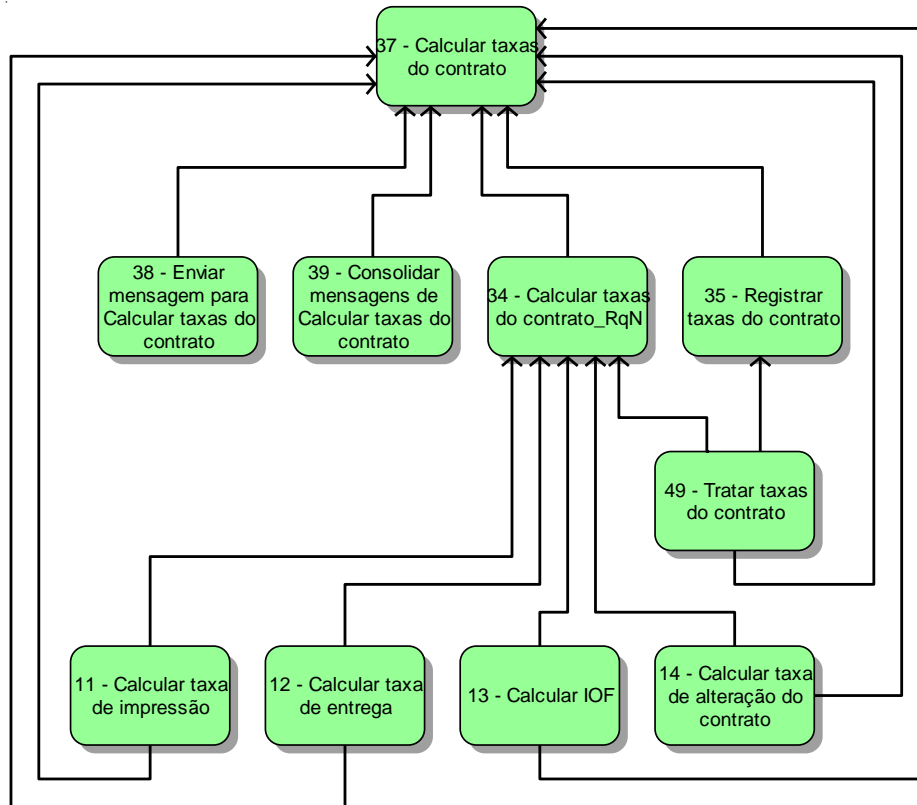 37 - Calcular taxas
do contrato
38 - Enviar
mensagem para
Calcular taxas do
contrato
39 - Consolidar
mensagens de
Calcular taxas do
contrato
34 - Calcular taxas
do contrato_RqN
35 - Registrar
taxas do contrato
49 - Tratar taxas
do contrato
11 - Calcular taxa
de impressão
12 - Calcular taxa
de entrega
13 - Calcular IOF
14 - Calcular taxa
de alteração do
contrato